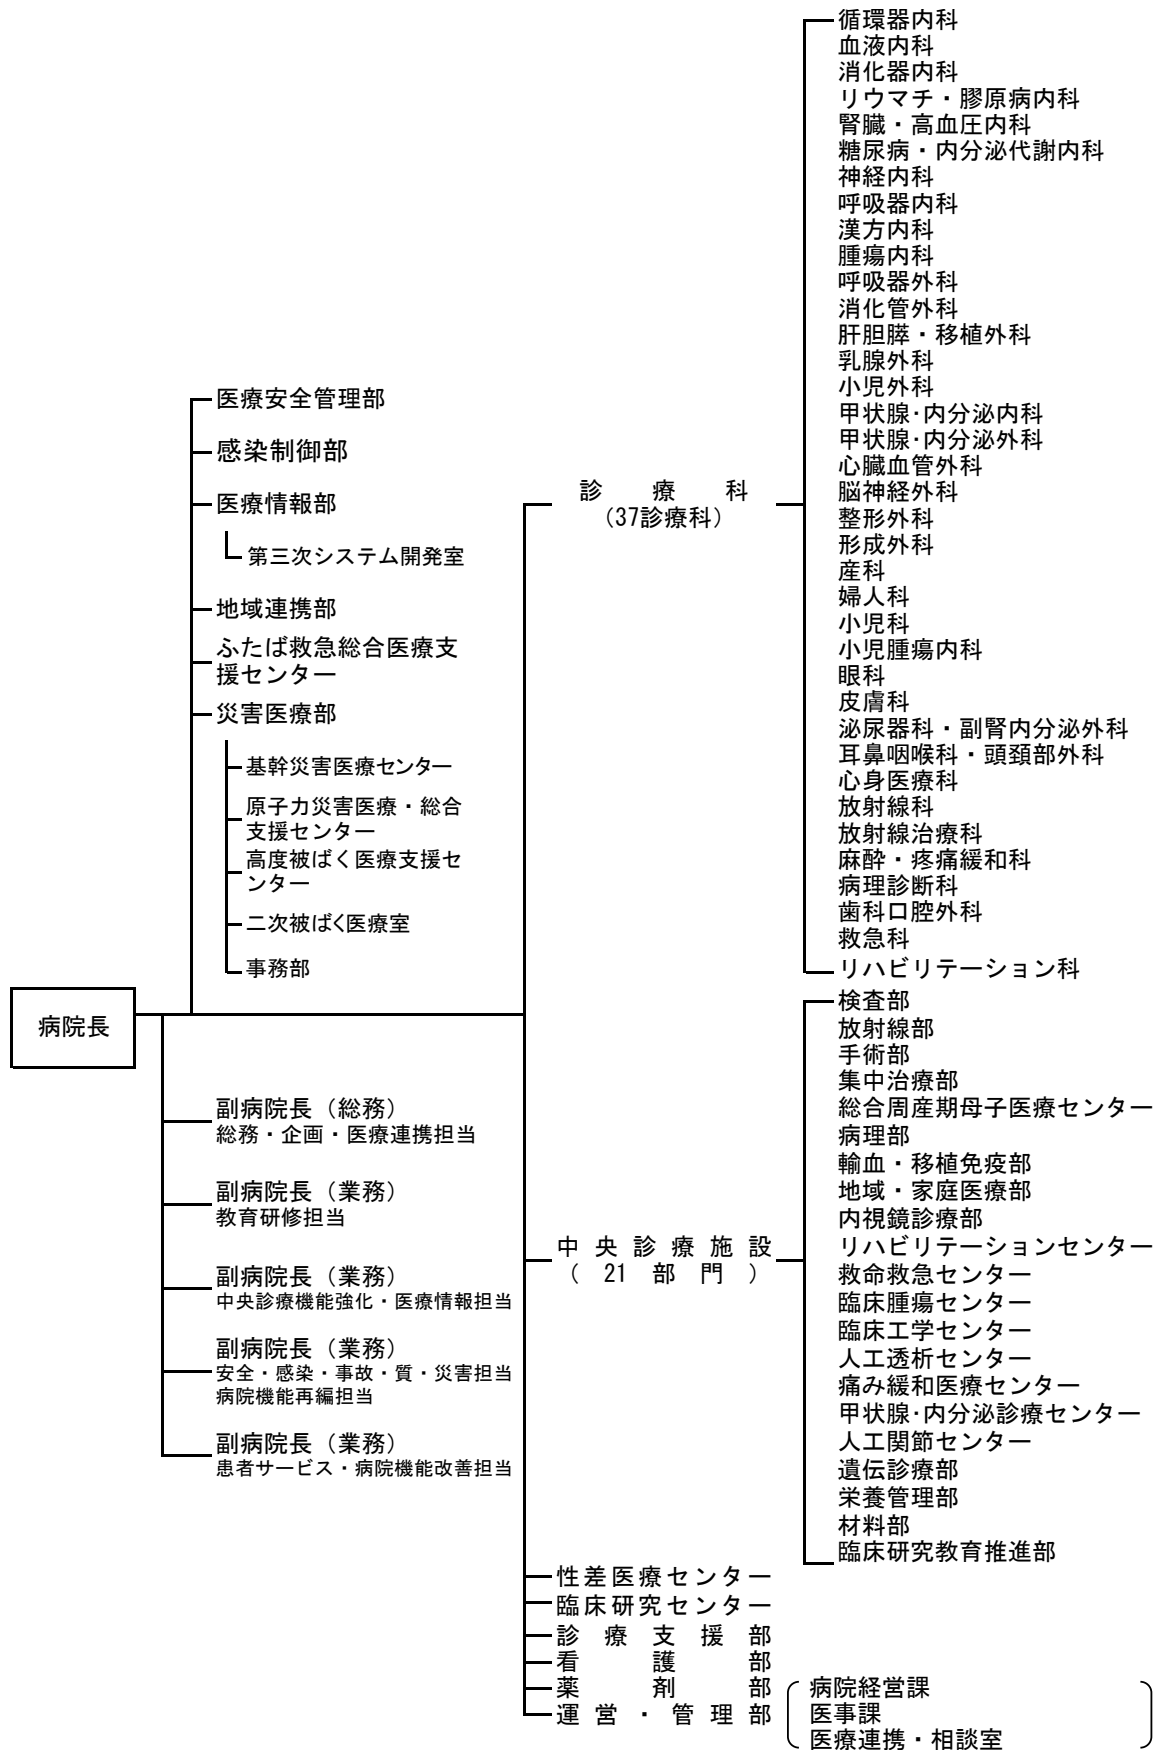 病院長
医療安全管理部
感染制御部
医療情報部
第三次システム開発室
地域連携部
ふたば救急総合医療支
援センター
災害医療部
基幹災害医療センター
原子力災害医療・総合
支援センター
高度被ばく医療支援セ
ンター
二次被ばく医療室
事務部
副病院長（総務）
総務・企画・医療連携担当
副病院長（業務）
教育研修担当
副病院長（業務）
中央診療機能強化・医療情報担当
副病院長（業務）
安全・感染・事故・質・災害担当
病院機能再編担当
副病院長（業務）
患者サービス・病院機能改善担当
診療科
（37診療科）
循環器内科
血液内科
消化器内科
リウマチ・膠原病内科
腎臓・高血圧内科
糖尿病・内分泌代謝内科
神経内科
呼吸器内科
漢方内科
腫瘍内科
呼吸器外科
消化管外科
肝胆膵・移植外科
乳腺外科
小児外科
甲状腺･内分泌内科
甲状腺･内分泌外科
心臓血管外科
脳神経外科
整形外科
形成外科
産科
婦人科
小児科
小児腫瘍内科
眼科
皮膚科
泌尿器科・副腎内分泌外科
耳鼻咽喉科・頭頚部外科
心身医療科
放射線科
放射線治療科
麻酔・疼痛緩和科
病理診断科
歯科口腔外科
救急科
リハビリテーション科
中央診療施設
（21部門）
検査部
放射線部
手術部
集中治療部
総合周産期母子医療センター
病理部
輸血・移植免疫部
地域・家庭医療部
内視鏡診療部
リハビリテーションセンター
救命救急センター
臨床腫瘍センター
臨床工学センター
人工透析センター
痛み緩和医療センター
甲状腺･内分泌診療センター
人工関節センター
遺伝診療部
栄養管理部
材料部
臨床研究教育推進部
性差医療センター
臨床研究センター
診療支援部
看護部
薬剤部
運営・管理部
病院経営課
医事課
医療連携・相談室